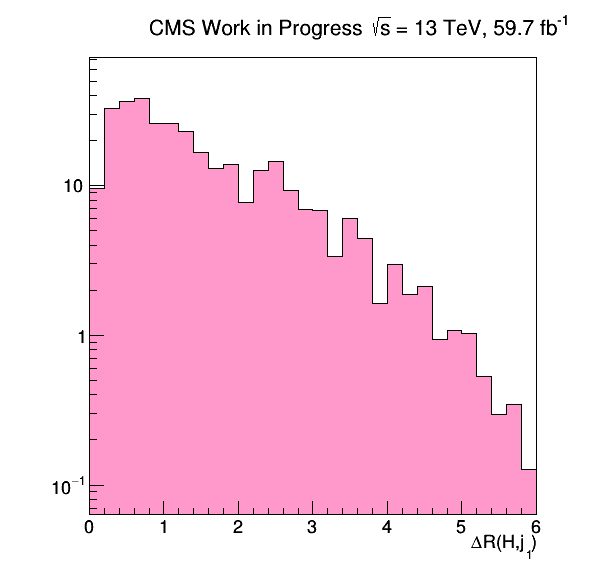 CMS Work in Progress √s = 13 TeV, 59.7 fb⁻¹
10
1
10⁻¹
0 1 2 3 4 5 6
ΔR(H,j₁)